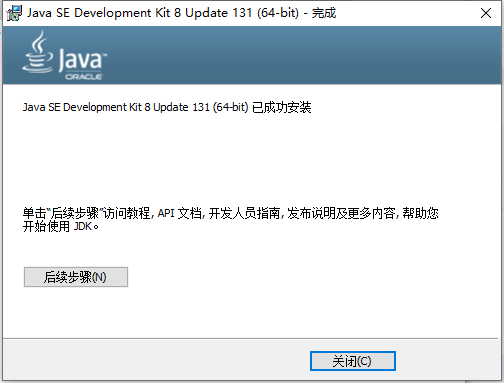 Java SE Development Kit 8 Update 131 (64-bit) - 完成
Java™
ORACLE
Java SE Development Kit 8 Update 131 (64-bit) 已成功安装
单击“后续步骤”访问教程, API 文档, 开发人员指南, 发布说明及更多内容, 帮助您
开始使用 JDK。
后续步骤(N)
关闭(C)